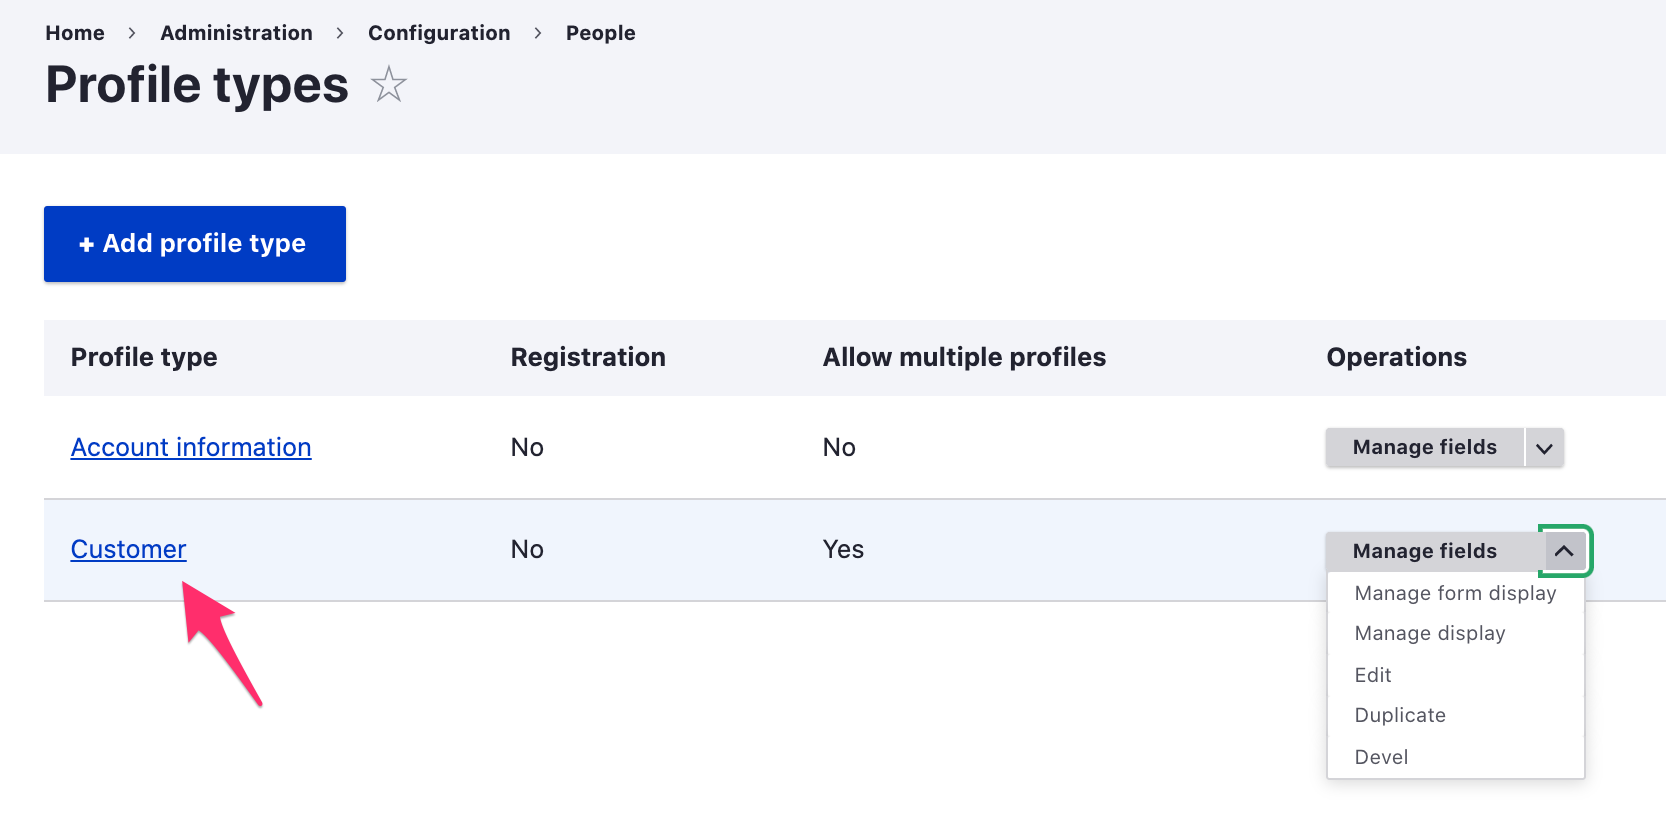 Home > Administration > Configuration > People
Profile types
+ Add profile type
Profile type Registration Allow multiple profiles Operations
Account information No No Manage fields
Customer No Yes Manage fields
Manage form display
Manage display
Edit
Duplicate
Devel